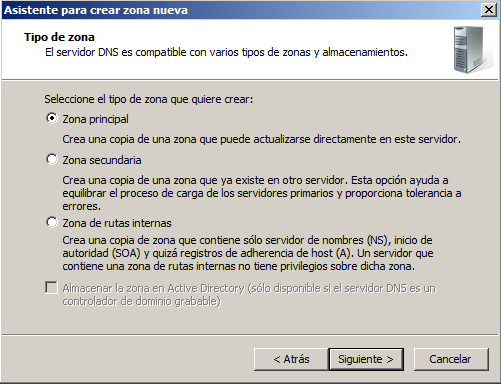 Asistente para crear zona nueva
Tipo de zona
El servidor DNS es compatible con varios tipos de zonas y almacenamientos.
Seleccione el tipo de zona que quiere crear:
Zona principal
Crea una copia de una zona que puede actualizarse directamente en este servidor.
Zona secundaria
Crea una copia de una zona que ya existe en otro servidor. Esta opción ayuda a
equilibrar el proceso de carga de los servidores primarios y proporciona tolerancia a
errores.
Zona de rutas internas
Crea una copia de zona que contiene sólo servidor de nombres (NS), inicio de
autoridad (SOA) y quizá registros de adherencia de host (A). Un servidor que
contiene una zona de rutas internas no tiene privilegios sobre dicha zona.
Almacenar la zona en Active Directory (sólo disponible si el servidor DNS es un
controlador de dominio grabable)
< Atrás Siguiente > Cancelar